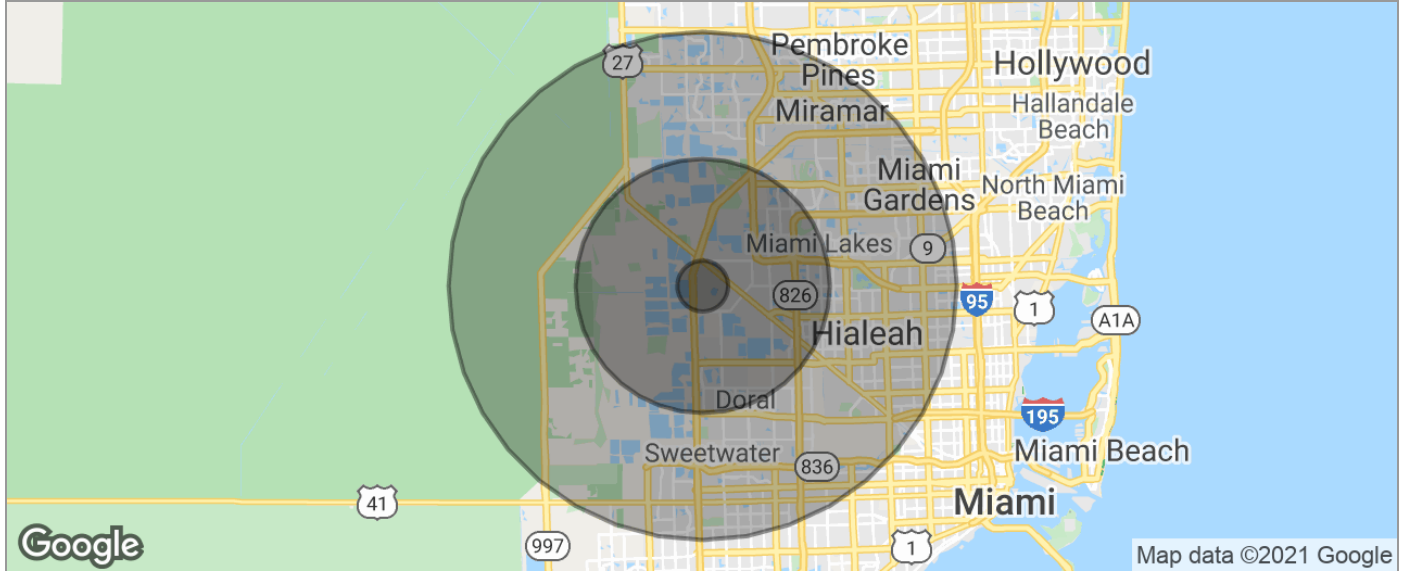 27
Pembroke
Pines
Hollywood
Miramar
Hallandale
Beach
Miami
Gardens
North Miami
Beach
Miami Lakes
9
826
95
1
A1A
Hialeah
Doral
195
Sweetwater
836
Miami Beach
41
Miami
997
1
Google
Map data ©2021 Google